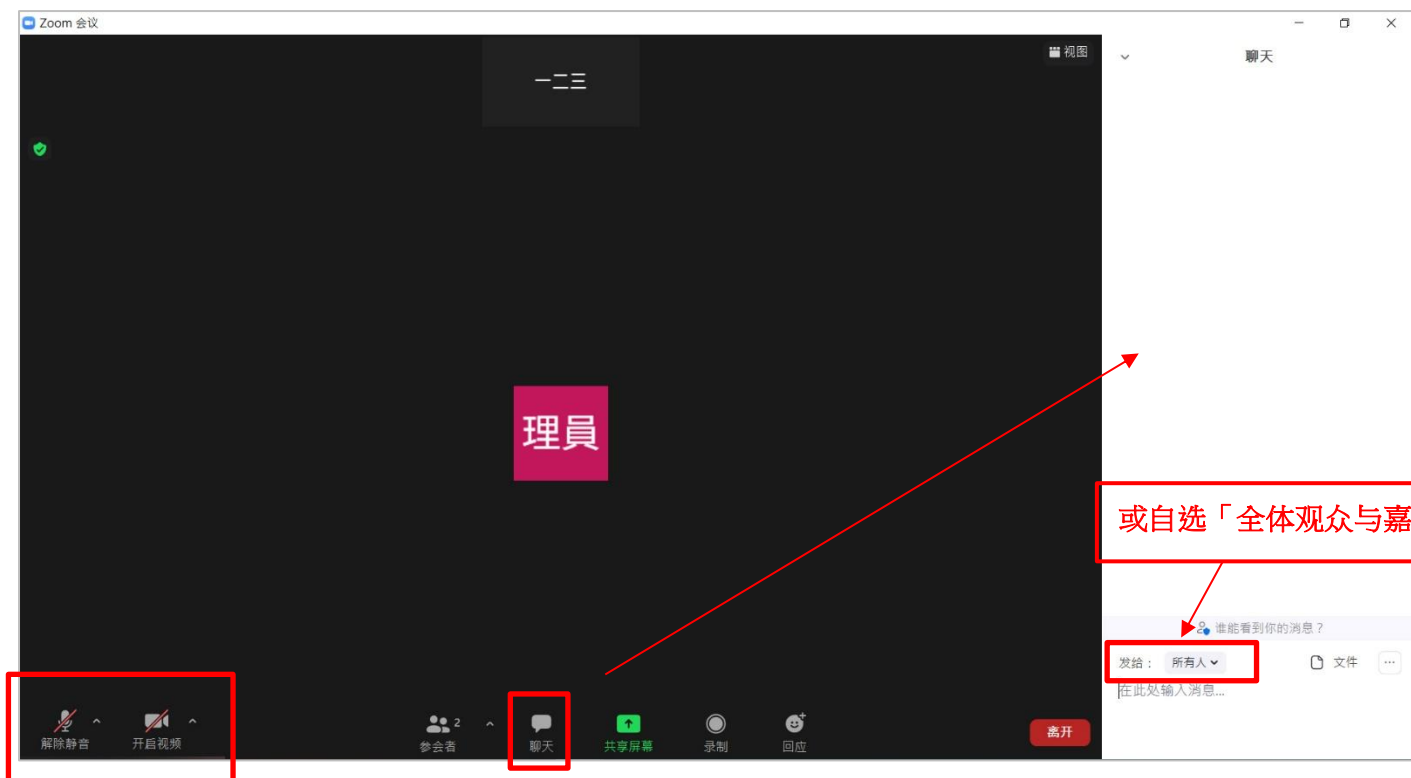 Zoom 会议
视图
聊天
一二三
理員
或自选「全体观众与嘉
谁能看到你的消息？
发给： 所有人 文件
在此处输入消息...
解除静音 开启视频 参会者 2 聊天 共享屏幕 录制 回应 离开